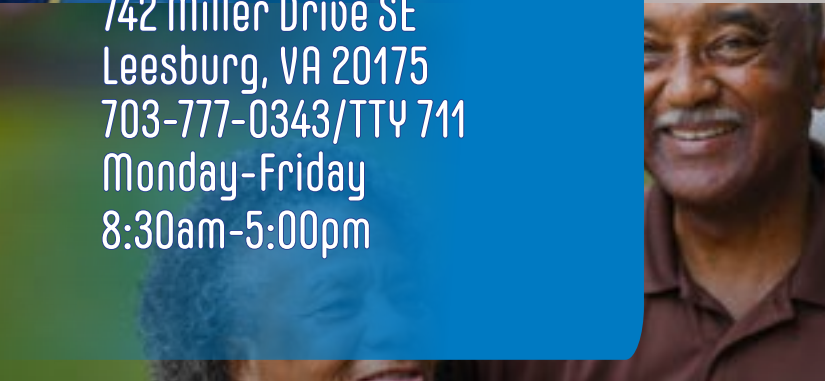 742 Miller Drive SE
Leesburg, VA 20175
703-777-0343/TTY 711
Monday-Friday
8:30am-5:00pm